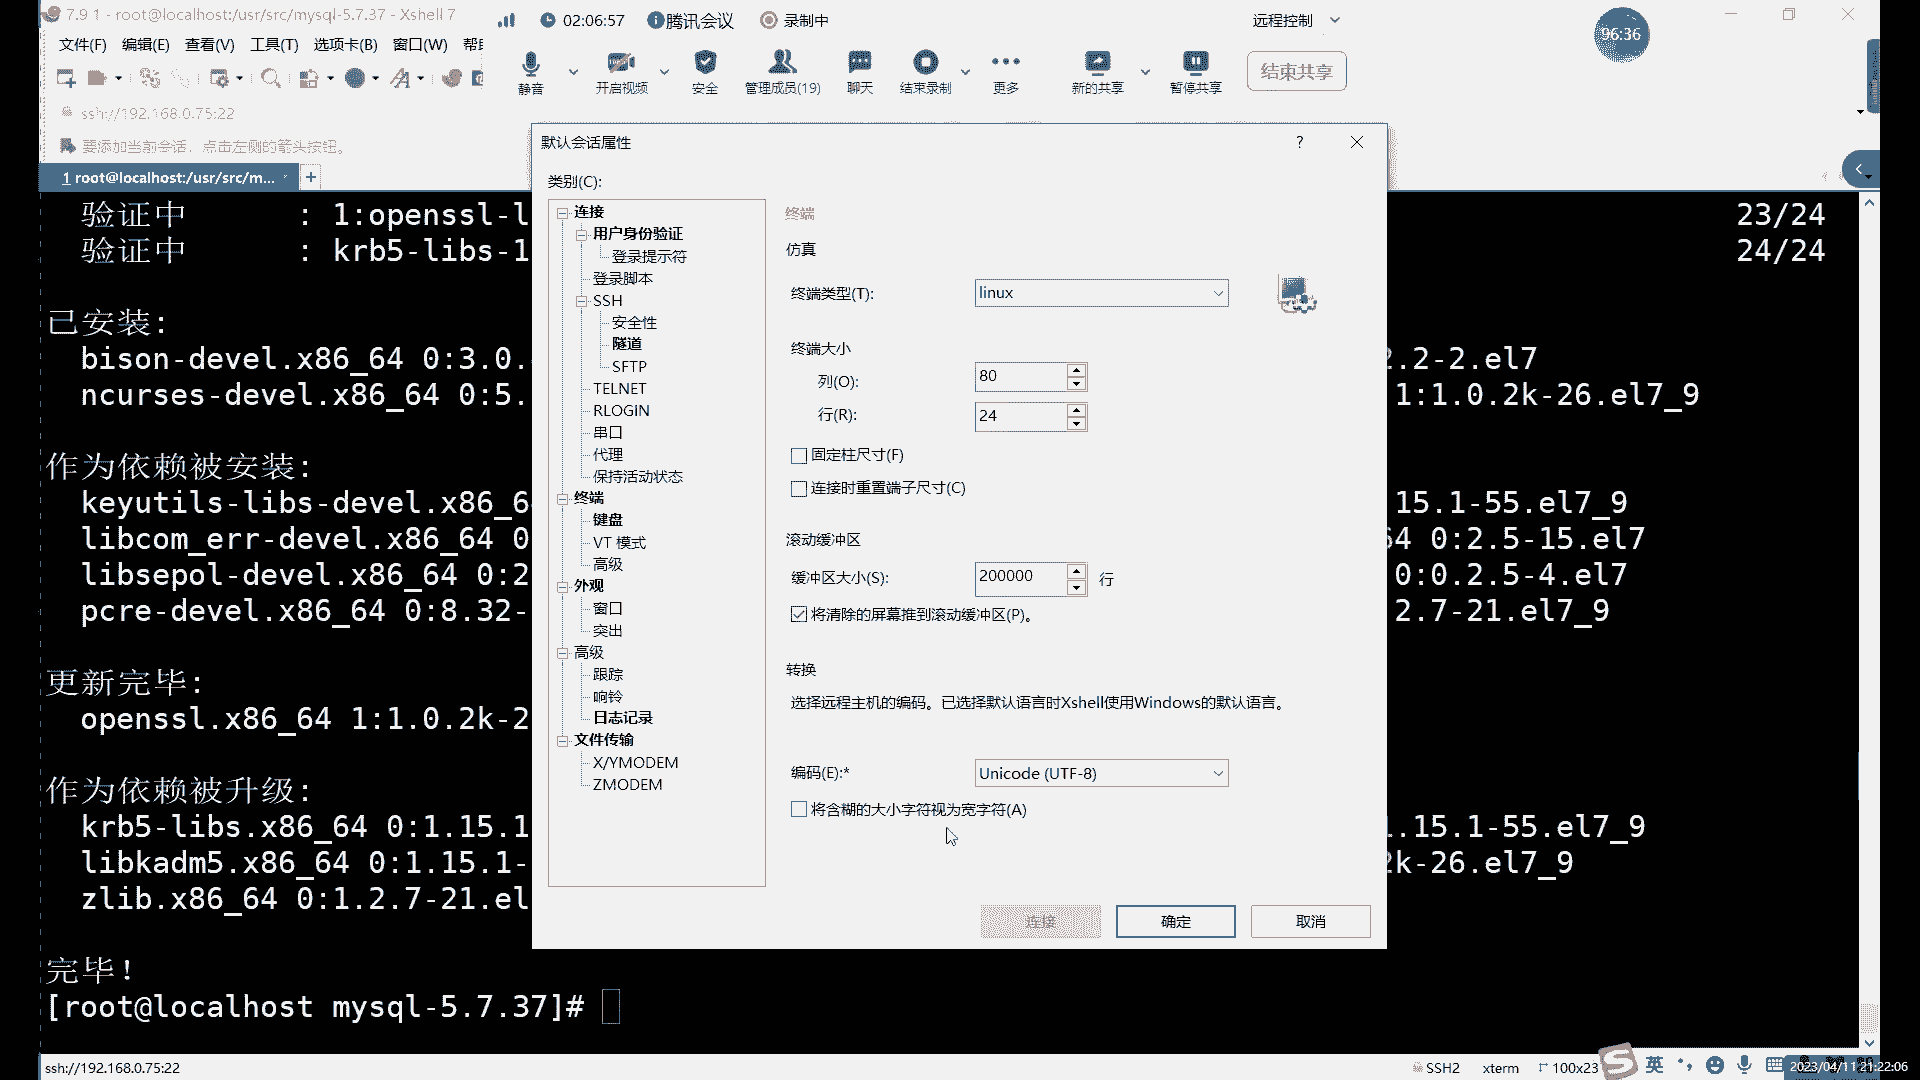 7.9 1 - root@localhost:/usr/src/mysql-5.7.37 - Xshell 7
02:06:57
腾讯会议
录制中
远程控制
96:36
文件(F) 编辑(E) 查看(V) 工具(T) 选项卡(B) 窗口(W)
静音
开启视频
安全
管理成员(19)
聊天
结束录制
更多
新的共享
暂停共享
结束共享
ssh://192.168.0.75:22
要添加当前会话，点击左侧的箭头按钮。
1 root@localhost:/usr/src/m...
+
默认会话属性
?
类别(C):
连接
用户身份验证
登录提示符
登录脚本
SSH
安全性
隧道
SFTP
TELNET
RLOGIN
串口
代理
保持活动状态
终端
键盘
VT 模式
高级
外观
窗口
突出
高级
跟踪
响铃
日志记录
文件传输
X/YMODEM
ZMODEM
终端
仿真
终端类型(T): linux
终端大小
列(O): 80
行(R): 24
固定柱尺寸(F)
连接时重置端子尺寸(C)
滚动缓冲区
缓冲区大小(S): 200000 行
将清除的屏幕推到滚动缓冲区(P)。
转换
选择远程主机的编码。已选择默认语言时Xshell使用Windows的默认语言。
编码(E):* Unicode (UTF-8)
将含糊的大小字符视为宽字符(A)
连接
确定
取消
验证中 : 1:openssl-l 23/24
验证中 : krb5-libs-1 24/24
已安装:
bison-devel.x86_64 0:3.0. .2-2.el7
ncurses-devel.x86_64 0:5. 1:1.0.2k-26.el7_9
作为依赖被安装:
keyutils-libs-devel.x86_6 15.1-55.el7_9
libcom_err-devel.x86_64 0 4 0:2.5-15.el7
libsepol-devel.x86_64 0:2 0:0.2.5-4.el7
pcre-devel.x86_64 0:8.32- 2.7-21.el7_9
更新完毕:
openssl.x86_64 1:1.0.2k-2
作为依赖被升级:
krb5-libs.x86_64 0:1.15.1 .15.1-55.el7_9
libkadm5.x86_64 0:1.15.1- k-26.el7_9
zlib.x86_64 0:1.2.7-21.el
完毕!
[root@localhost mysql-5.7.37]#
ssh://192.168.0.75:22
SSH2
xterm
100x23
英
2023/04/11 21:22:06